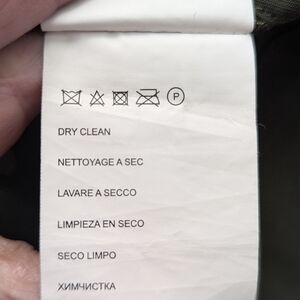 P
DRY CLEAN
NETTOYAGE A SEC
LAVARE A SECCO
LIMPIEZA EN SECO
SECO LIMPO
ХИМЧИСТКА